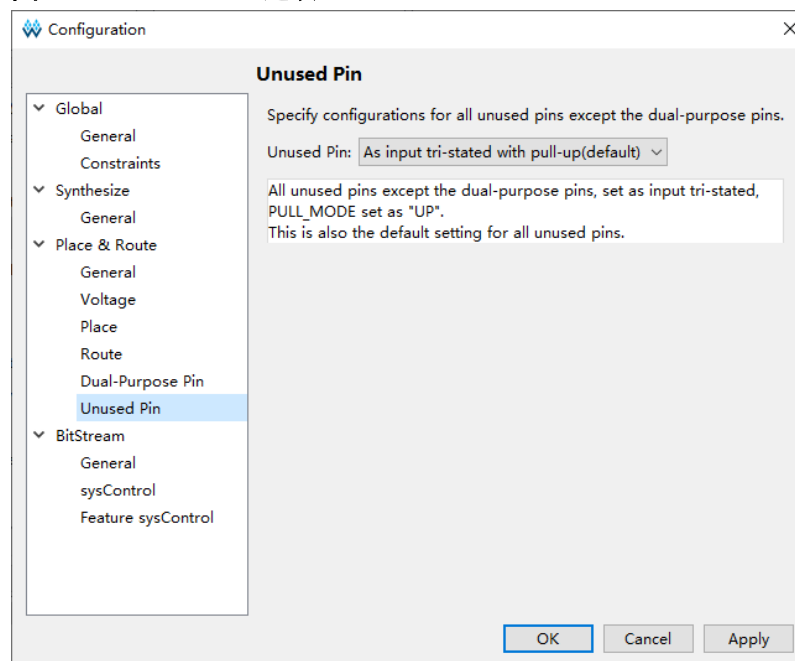 Configuration
Unused Pin
Global
General
Constraints
Synthesize
General
Place & Route
General
Voltage
Place
Route
Dual-Purpose Pin
Unused Pin
BitStream
General
sysControl
Feature sysControl
Specify configurations for all unused pins except the dual-purpose pins.
Unused Pin: As input tri-stated with pull-up(default)
All unused pins except the dual-purpose pins, set as input tri-stated,
PULL_MODE set as "UP".
This is also the default setting for all unused pins.
OK Cancel Apply